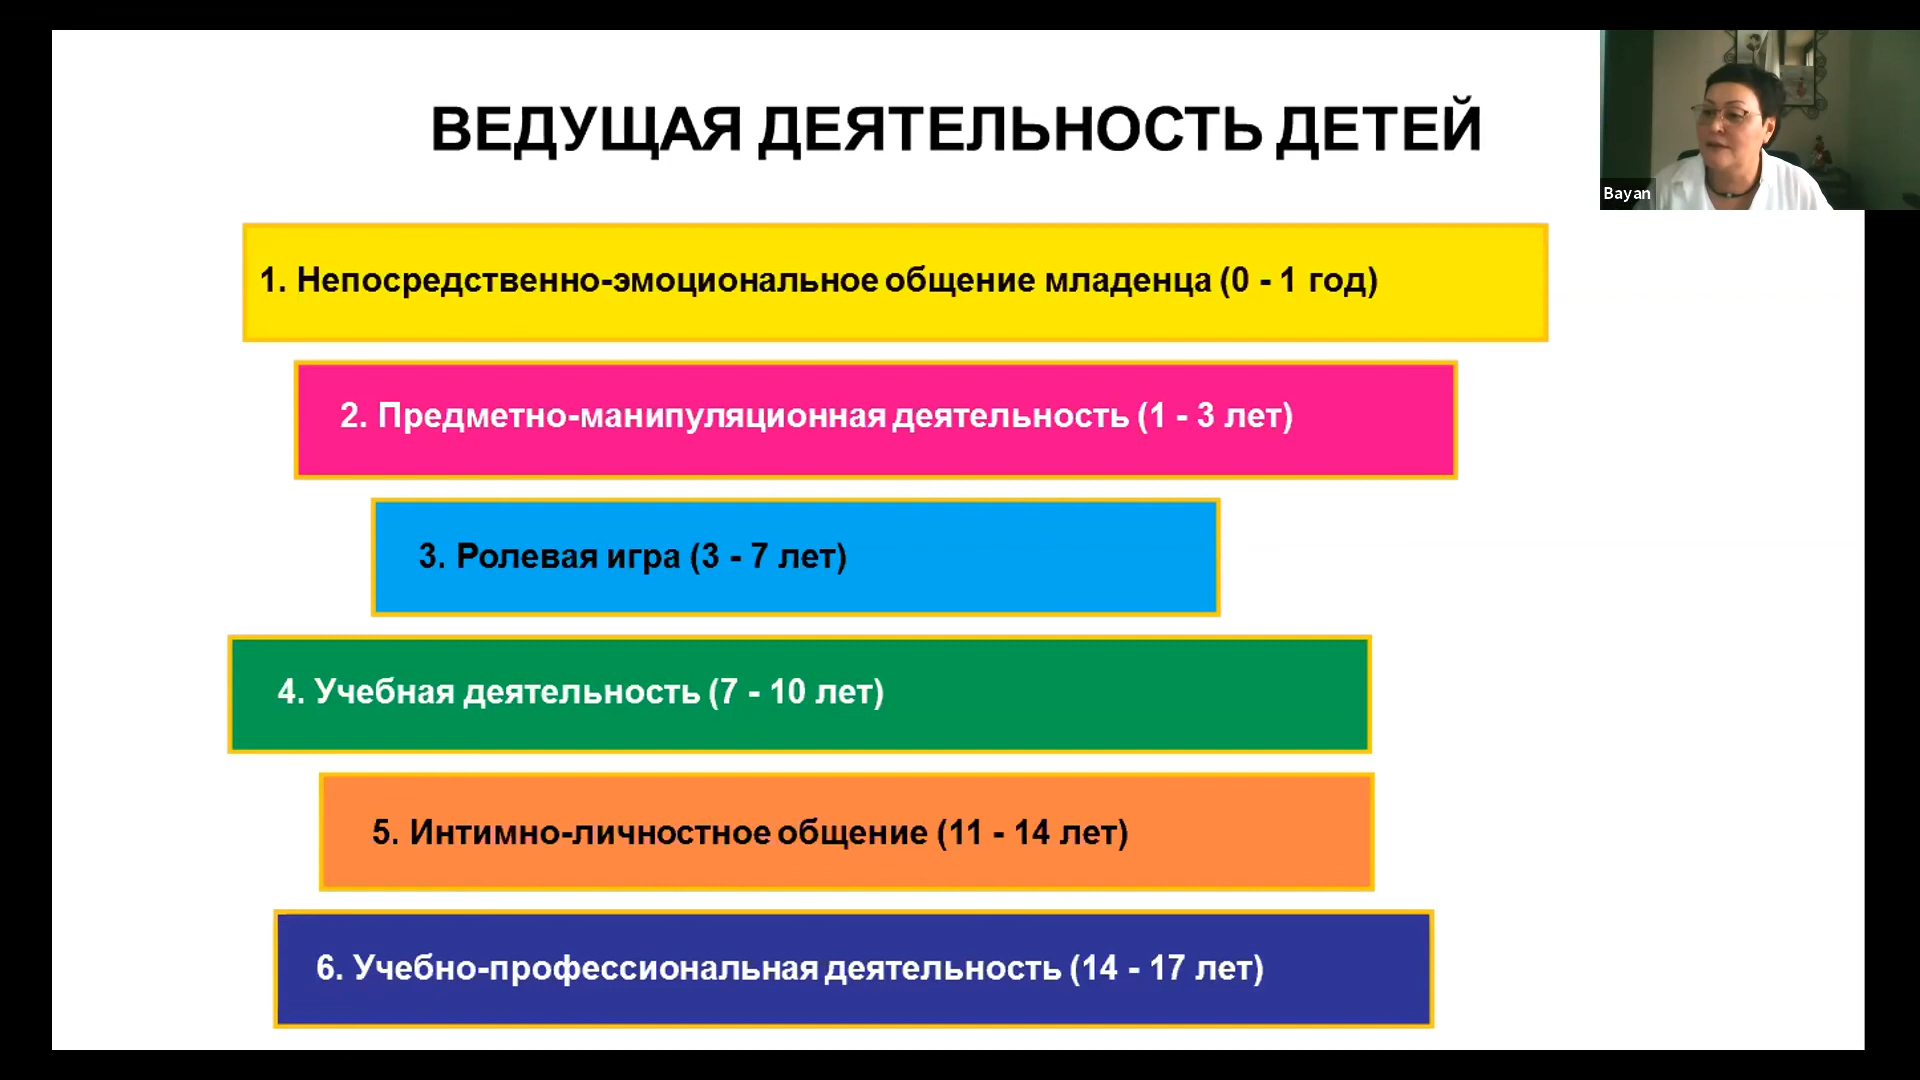 ВЕДУЩАЯ ДЕЯТЕЛЬНОСТЬ ДЕТЕЙ
Bayan
1. Непосредственно-эмоциональное общение младенца (0 - 1 год)
2. Предметно-манипуляционная деятельность (1 - 3 лет)
3. Ролевая игра (3 - 7 лет)
4. Учебная деятельность (7 - 10 лет)
5. Интимно-личностное общение (11 - 14 лет)
6. Учебно-профессиональная деятельность (14 - 17 лет)